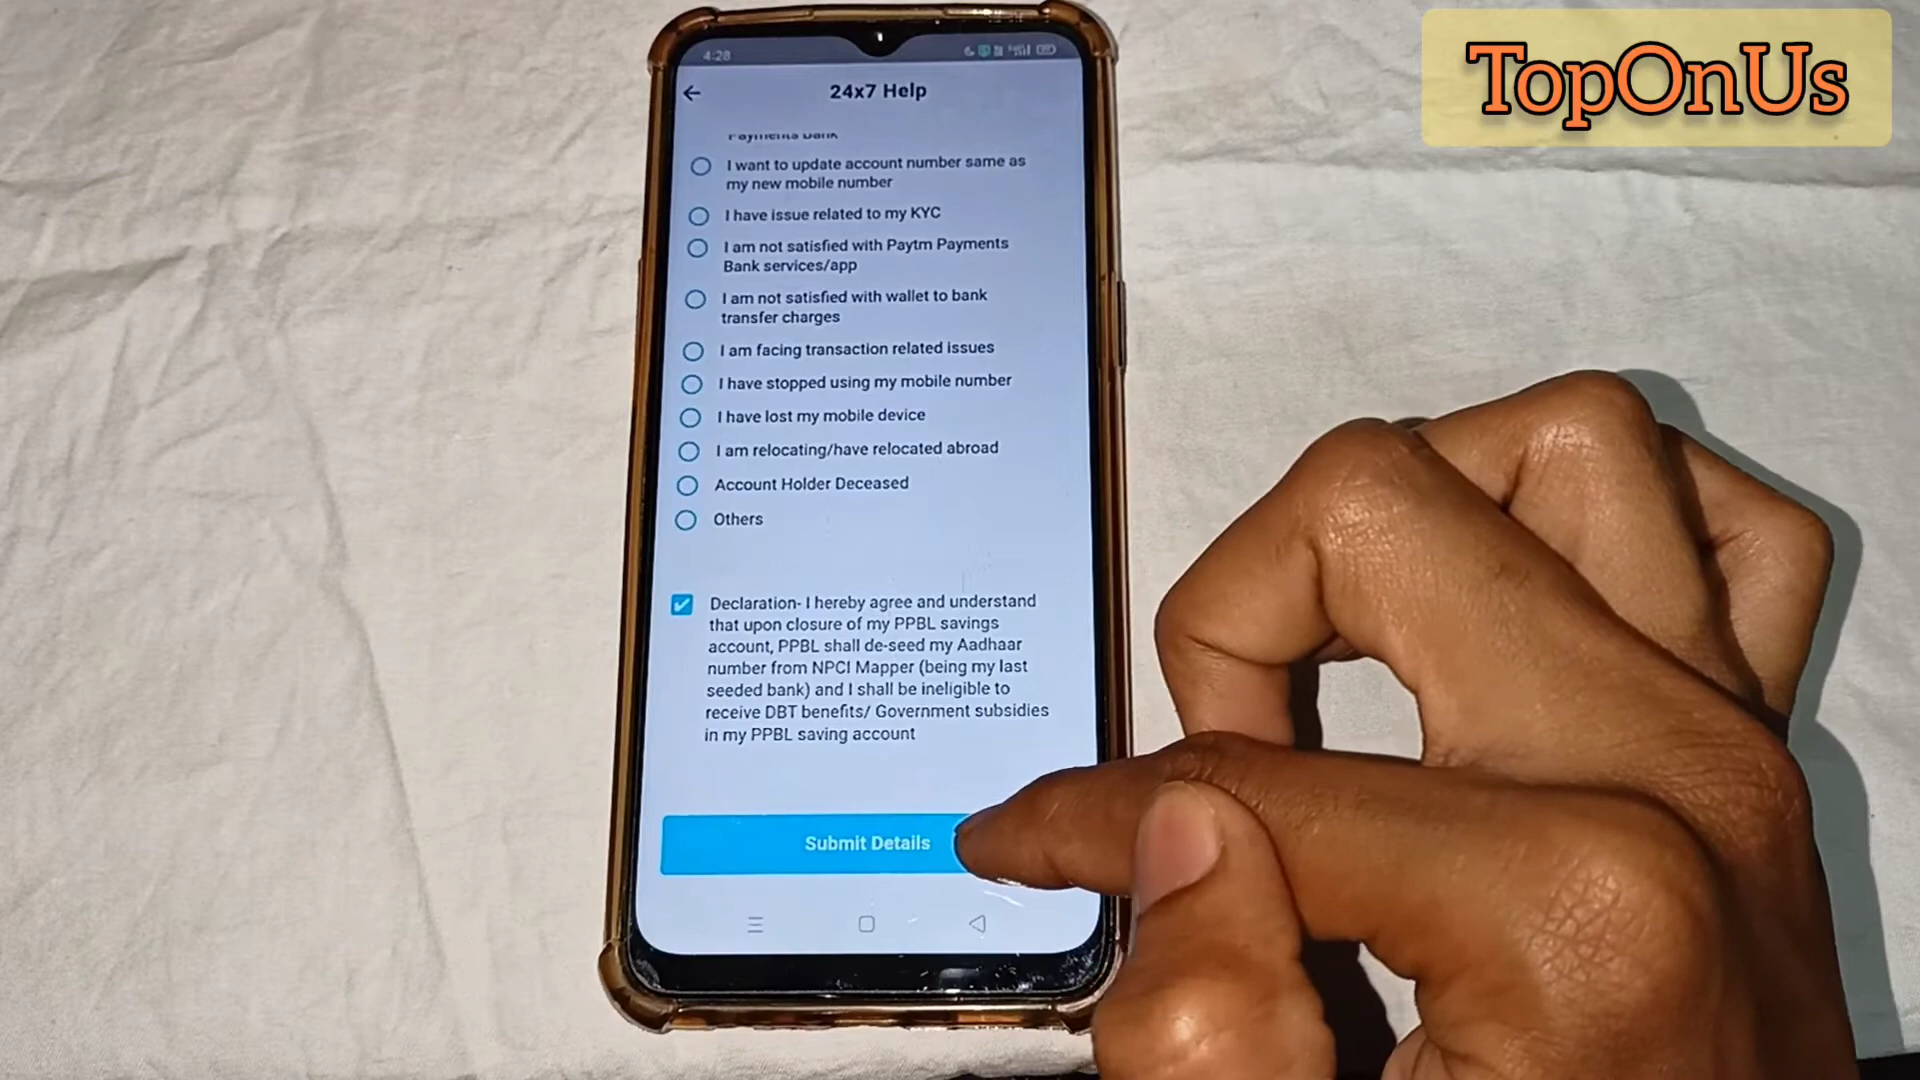 TopOnUs
4:28
24x7 Help
Payments Bank
I want to update account number same as
my new mobile number
I have issue related to my KYC
I am not satisfied with Paytm Payments
Bank services/app
I am not satisfied with wallet to bank
transfer charges
I am facing transaction related issues
I have stopped using my mobile number
I have lost my mobile device
I am relocating/have relocated abroad
Account Holder Deceased
Others
Declaration- I hereby agree and understand
that upon closure of my PPBL savings
account, PPBL shall de-seed my Aadhaar
number from NPCI Mapper (being my last
seeded bank) and I shall be ineligible to
receive DBT benefits/ Government subsidies
in my PPBL saving account
Submit Details